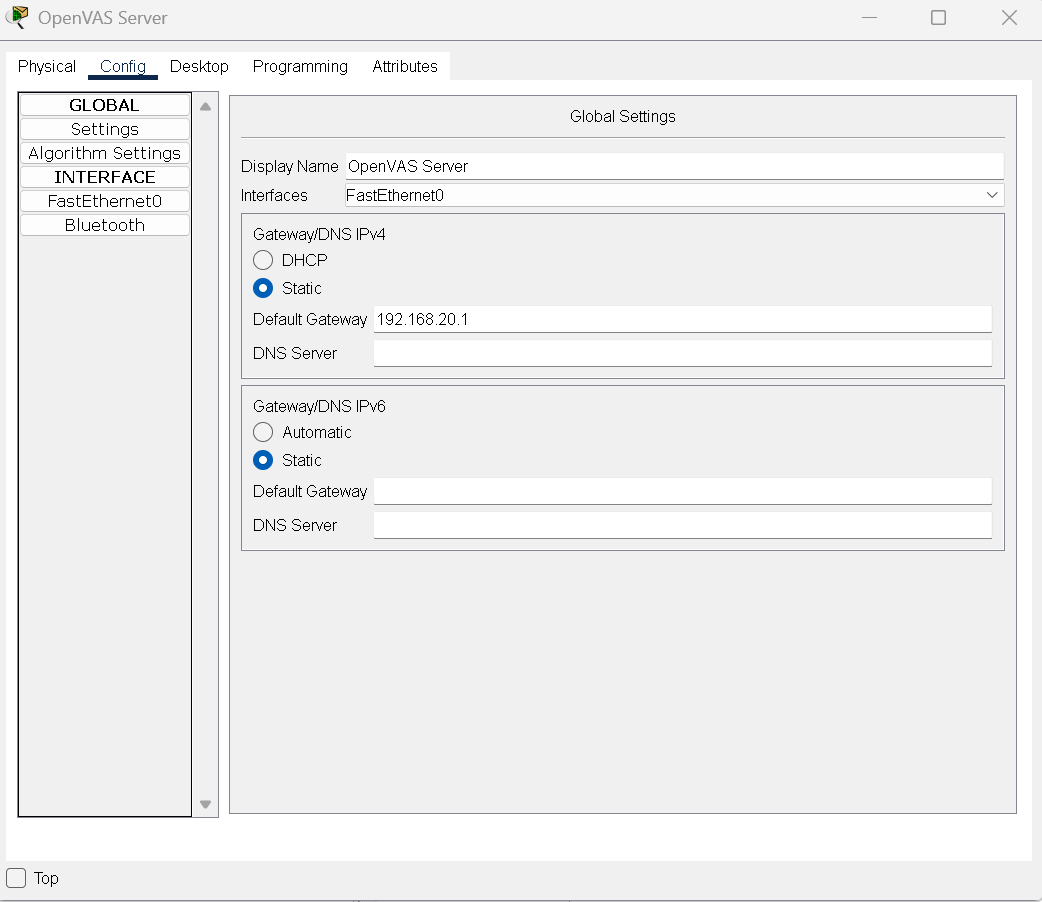 OpenVAS Server
Physical Config Desktop Programming Attributes
GLOBAL
Settings
Algorithm Settings
INTERFACE
FastEthernet0
Bluetooth
Global Settings
Display Name OpenVAS Server
Interfaces FastEthernet0
Gateway/DNS IPv4
DHCP
Static
Default Gateway 192.168.20.1
DNS Server
Gateway/DNS IPv6
Automatic
Static
Default Gateway
DNS Server
Top